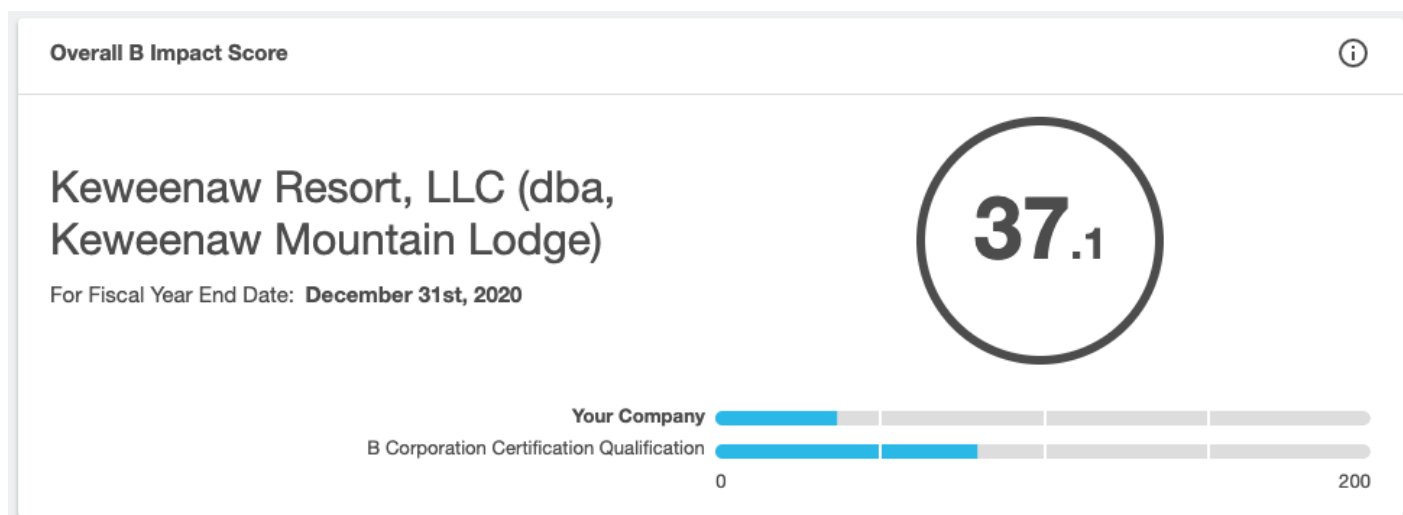 Overall B Impact Score
Keweenaw Resort, LLC (dba,
Keweenaw Mountain Lodge)
For Fiscal Year End Date: December 31st, 2020
37.1
Your Company
B Corporation Certification Qualification
0 200